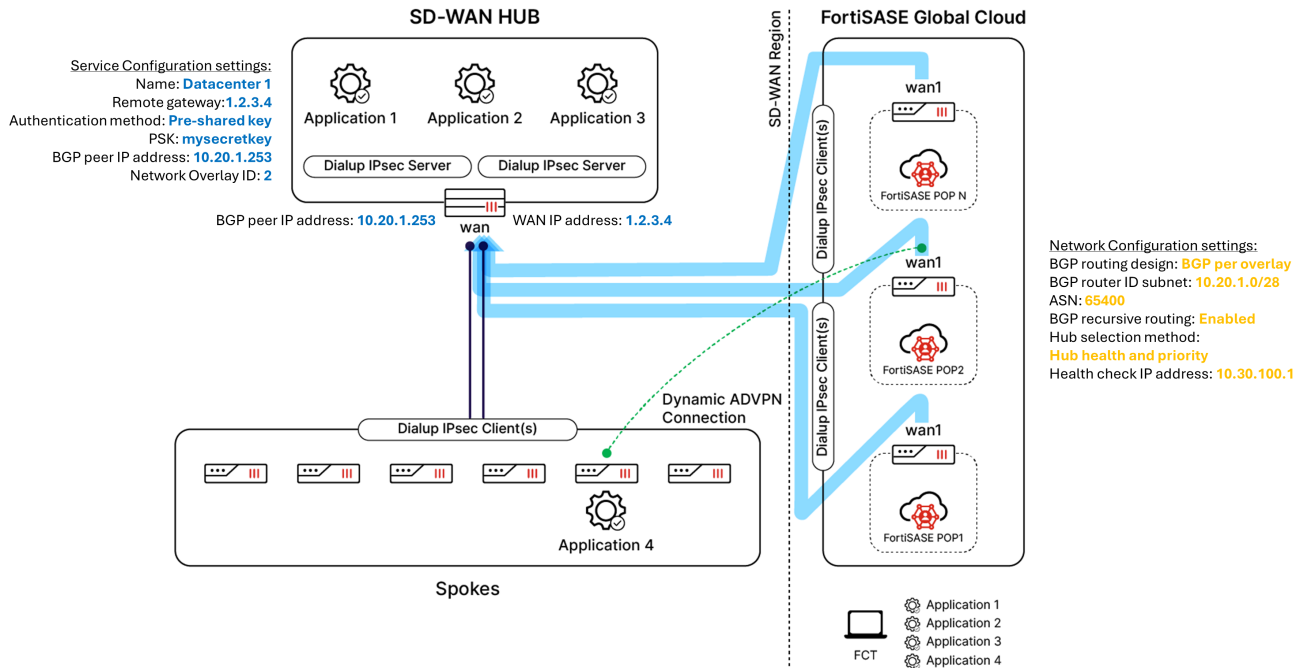 SD-WAN HUB
FortiSASE Global Cloud
Service Configuration settings:
Name: Datacenter 1
Remote gateway:1.2.3.4
Authentication method: Pre-shared key
PSK: mysecretkey
BGP peer IP address: 10.20.1.253
Network Overlay ID: 2
Application 1
Application 2
Application 3
Dialup IPsec Server
Dialup IPsec Server
BGP peer IP address: 10.20.1.253
WAN IP address: 1.2.3.4
wan
SD-WAN Region
Dialup IPsec Client(s)
Dialup IPsec Client(s)
wan1
FortiSASE POP N
wan1
FortiSASE POP2
wan1
FortiSASE POP1
Network Configuration settings:
BGP routing design: BGP per overlay
BGP router ID subnet: 10.20.1.0/28
ASN: 65400
BGP recursive routing: Enabled
Hub selection method:
Hub health and priority
Health check IP address: 10.30.100.1
Dynamic ADVPN
Connection
Dialup IPsec Client(s)
Application 4
Spokes
FCT
Application 1
Application 2
Application 3
Application 4